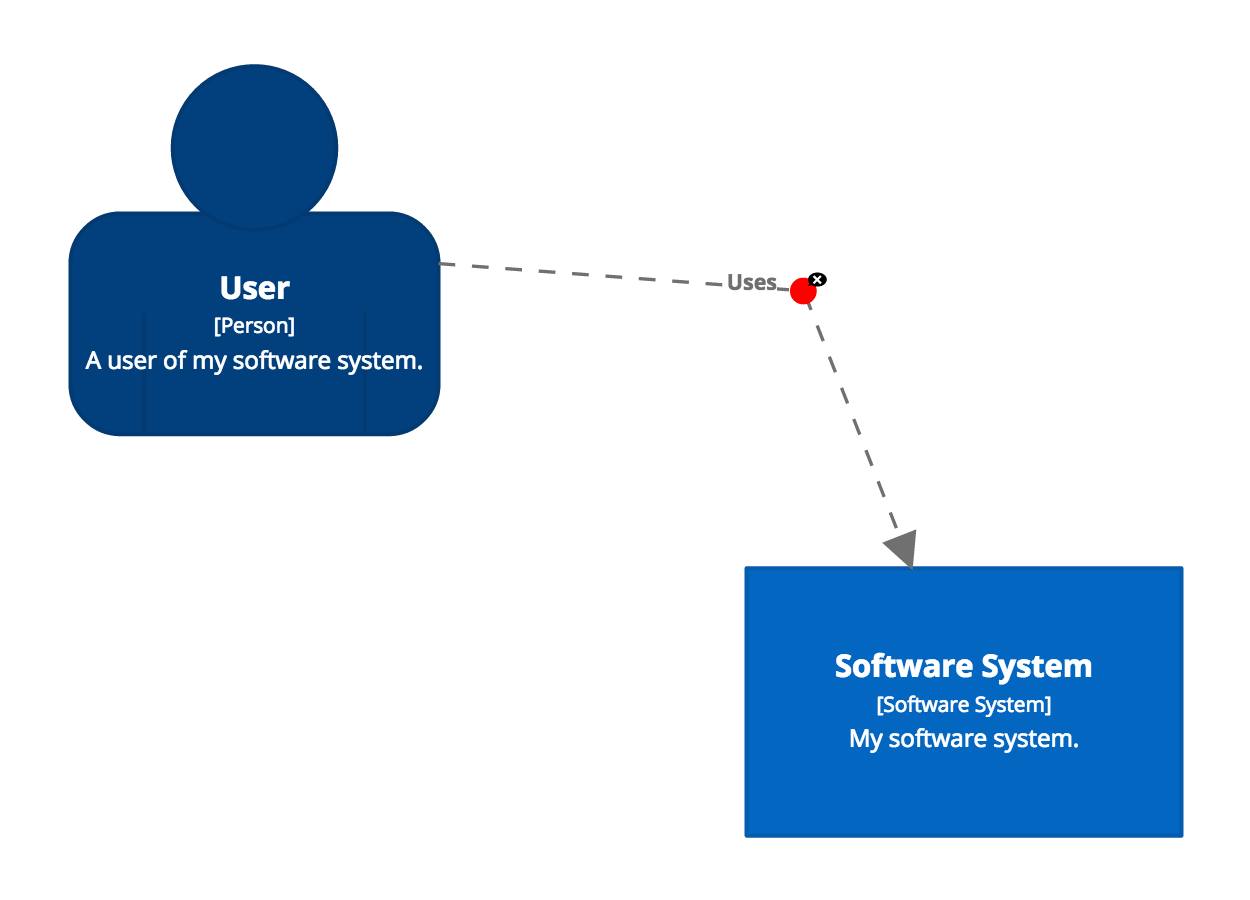 User
[Person]
A user of my software system.
Uses
Software System
[Software System]
My software system.